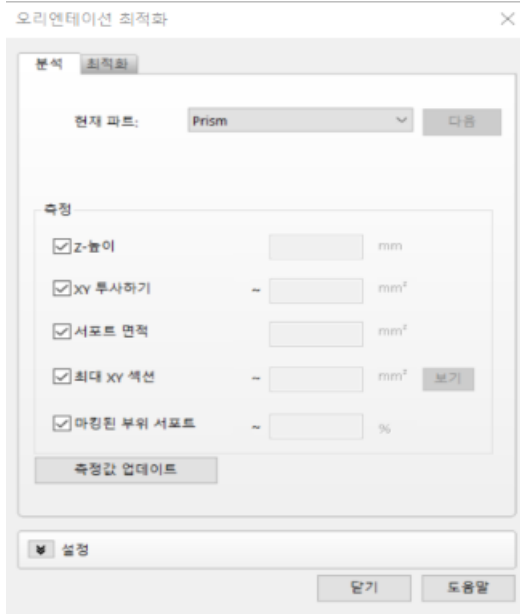 오리엔테이션 최적화
분석 최적화
현재 파트: Prism 다음
측정
Z-높이 mm
XY 투사하기 ~ mm²
서포트 면적 mm²
최대 XY 섹션 ~ mm² 보기
마킹된 부위 서포트 ~ %
측정값 업데이트
설정
닫기 도움말